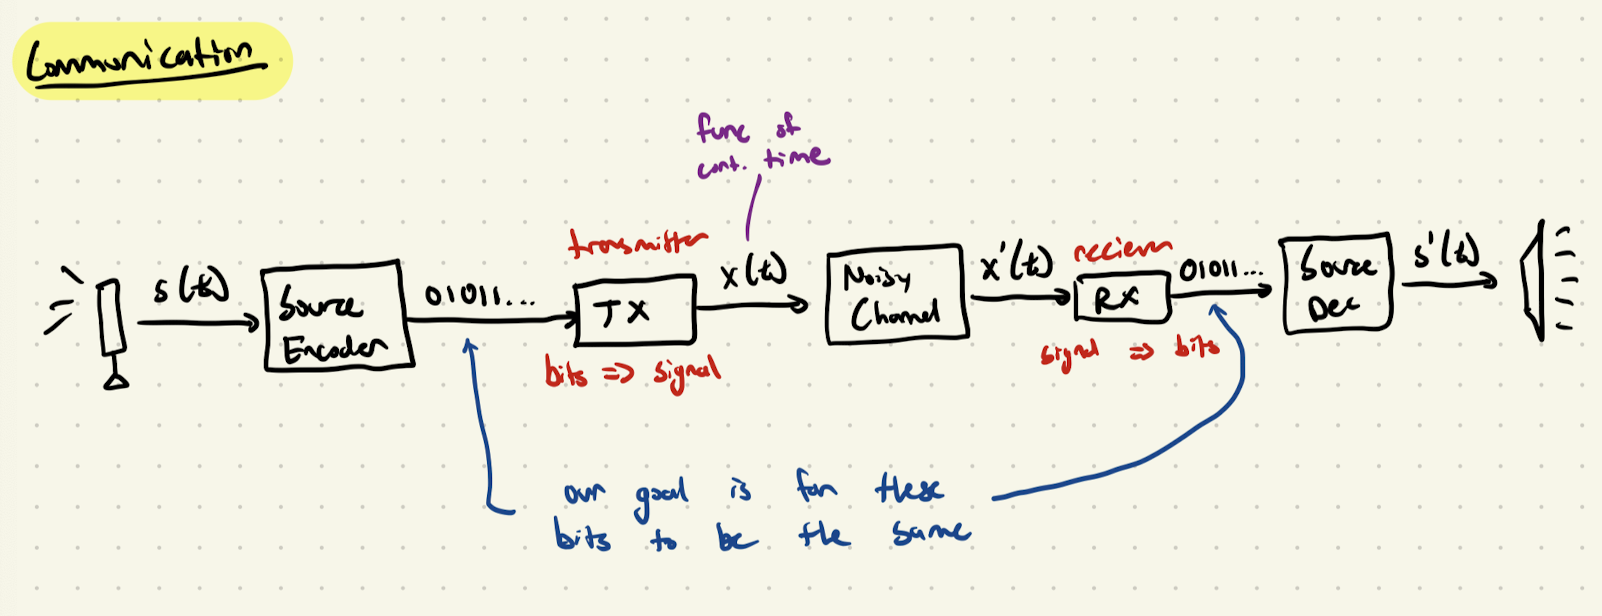 Communication
func of
cont. time
transmitter
reciever
s(t)
Source
Encoder
01011...
TX
x(t)
Noisy
Channel
x'(t)
RX
01011...
Source
Dec
s'(t)
bits => signal
signal => bits
our goal is for these
bits to be the same